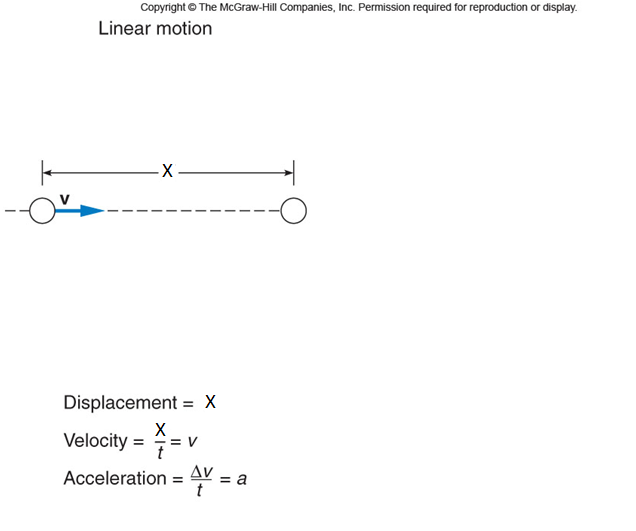 Copyright © The McGraw-Hill Companies, Inc. Permission required for reproduction or display.
Linear motion
X
v
Displacement = X
Velocity = X/t = v
Acceleration = Δv/t = a